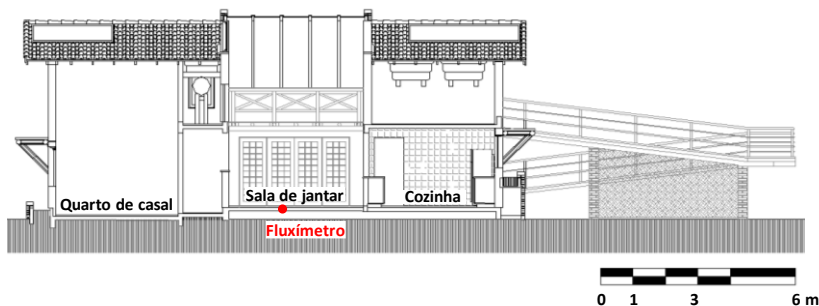 Quarto de casal
Sala de jantar
Cozinha
Fluxímetro
0 1 3 6 m